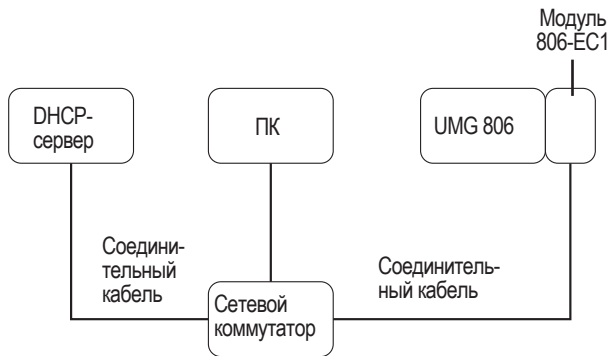 Модуль
806-EC1
DHCP-
сервер
ПК
UMG 806
Соедини-
тельный
кабель
Соединитель-
ный кабель
Сетевой
коммутатор